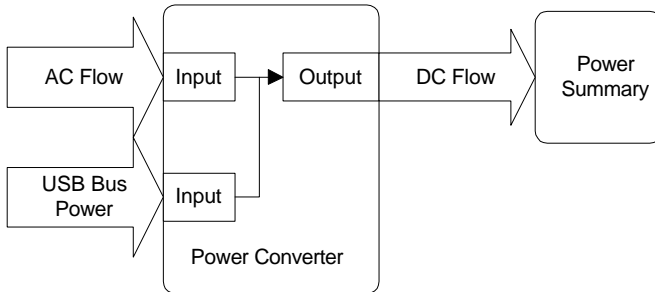 AC Flow
Input
Output
DC Flow
Power
Summary
USB Bus
Power
Input
Power Converter